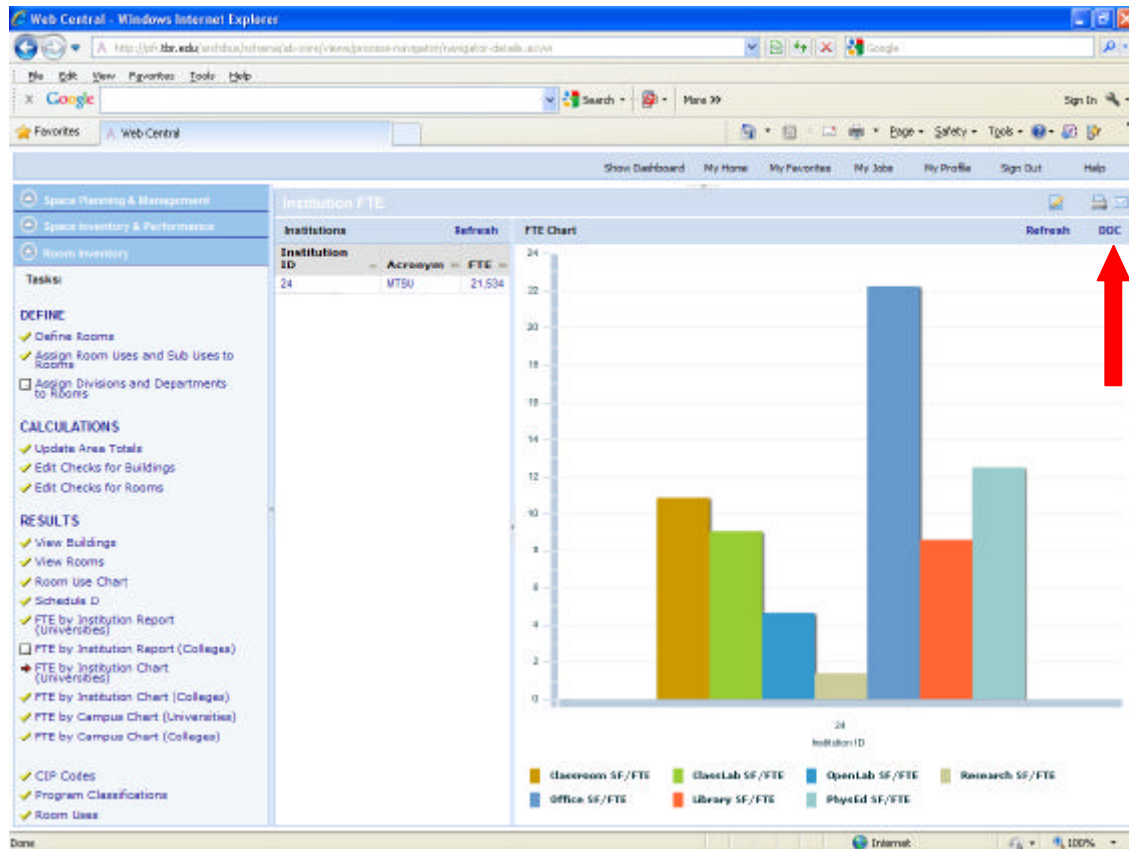 Web Central - Windows Internet Explorer
Google
File Edit View Favorites Tools Help
x Google Search More >> Sign In
Favorites Web Central Page Safety Tools
Show Dashboard My Home My Favorites My Jobs My Profile Sign Out Help
Space Planning & Management
Space Inventory & Performance
Room Inventory
Tasks:
DEFINE
Define Rooms
Assign Room Uses and Sub Uses to
Rooms
Assign Divisions and Departments
to Rooms
CALCULATIONS
Update Area Totals
Edit Checks for Buildings
Edit Checks for Rooms
RESULTS
View Buildings
View Rooms
Room Use Chart
Schedule D
FTE by Institution Report
(Universities)
FTE by Institution Report (Colleges)
FTE by Institution Chart
(Universities)
FTE by Institution Chart (Colleges)
FTE by Campus Chart (Universities)
FTE by Campus Chart (Colleges)
CIP Codes
Program Classifications
Room Uses
Institution FTE
Institutions Refresh
Institution
ID Acronym FTE
24 MTSU 21,534
FTE Chart Refresh DOC
24
22
20
18
16
14
12
10
8
6
4
2
0
24
Institution ID
Classroom SF/FTE ClassLab SF/FTE OpenLab SF/FTE Research SF/FTE
Office SF/FTE Library SF/FTE PhysEd SF/FTE
Done Internet 100%